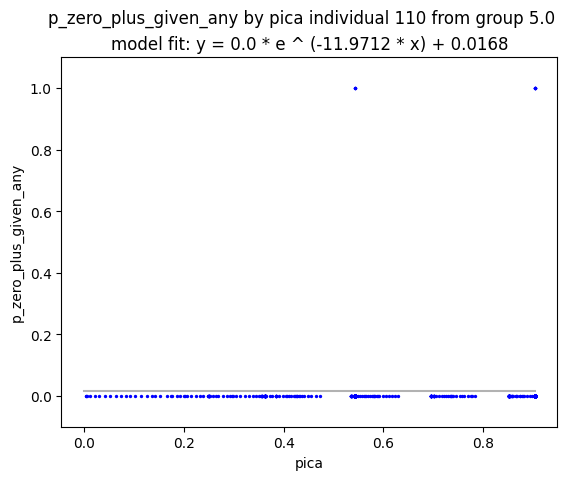 p_zero_plus_given_any by pica individual 110 from group 5.0
model fit: y = 0.0 * e ^ (-11.9712 * x) + 0.0168
1.0
0.8
0.6
0.4
0.2
0.0
p_zero_plus_given_any
0.0 0.2 0.4 0.6 0.8
pica